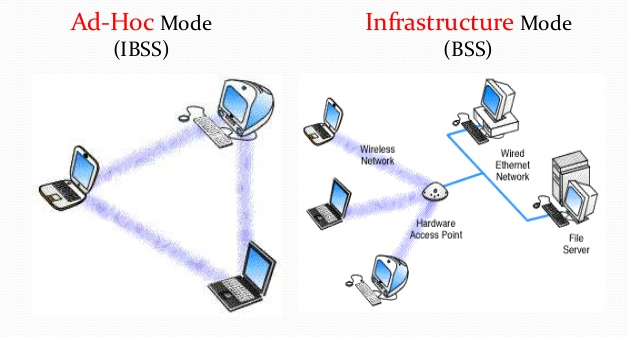 Ad-Hoc Mode
(IBSS)
Infrastructure Mode
(BSS)
Wireless
Network
Wired
Ethernet
Network
Hardware
Access Point
File
Server